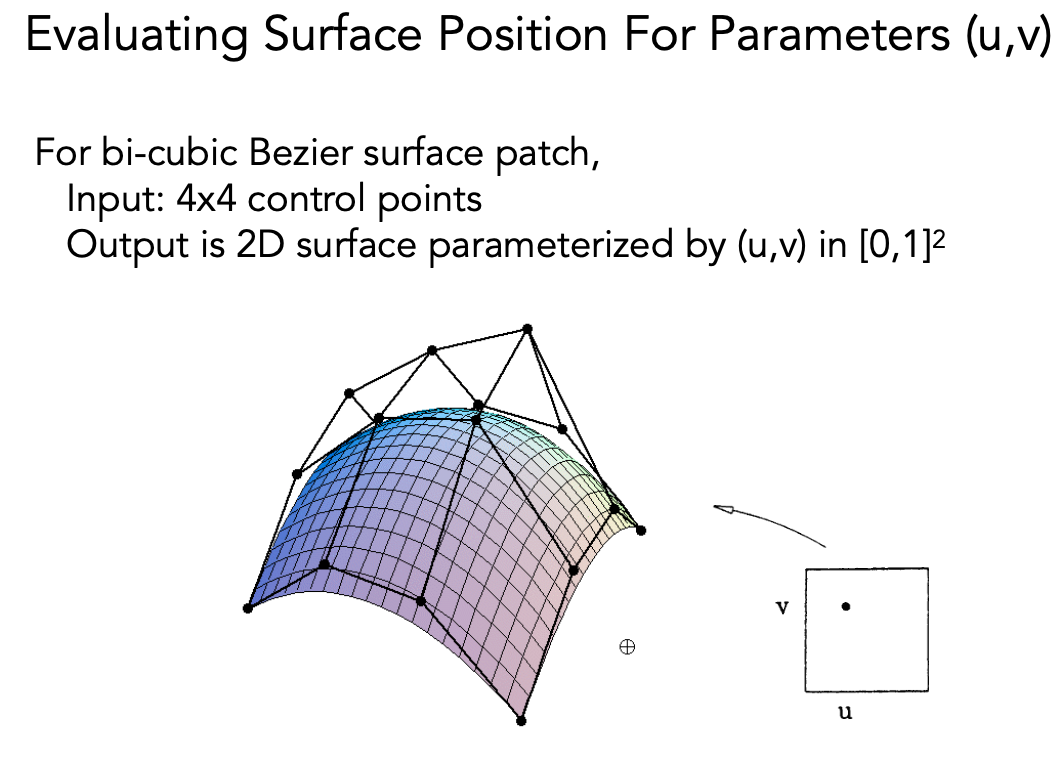 Evaluating Surface Position For Parameters (u,v)
For bi-cubic Bezier surface patch,
Input: 4x4 control points
Output is 2D surface parameterized by (u,v) in [0,1]²
v
u